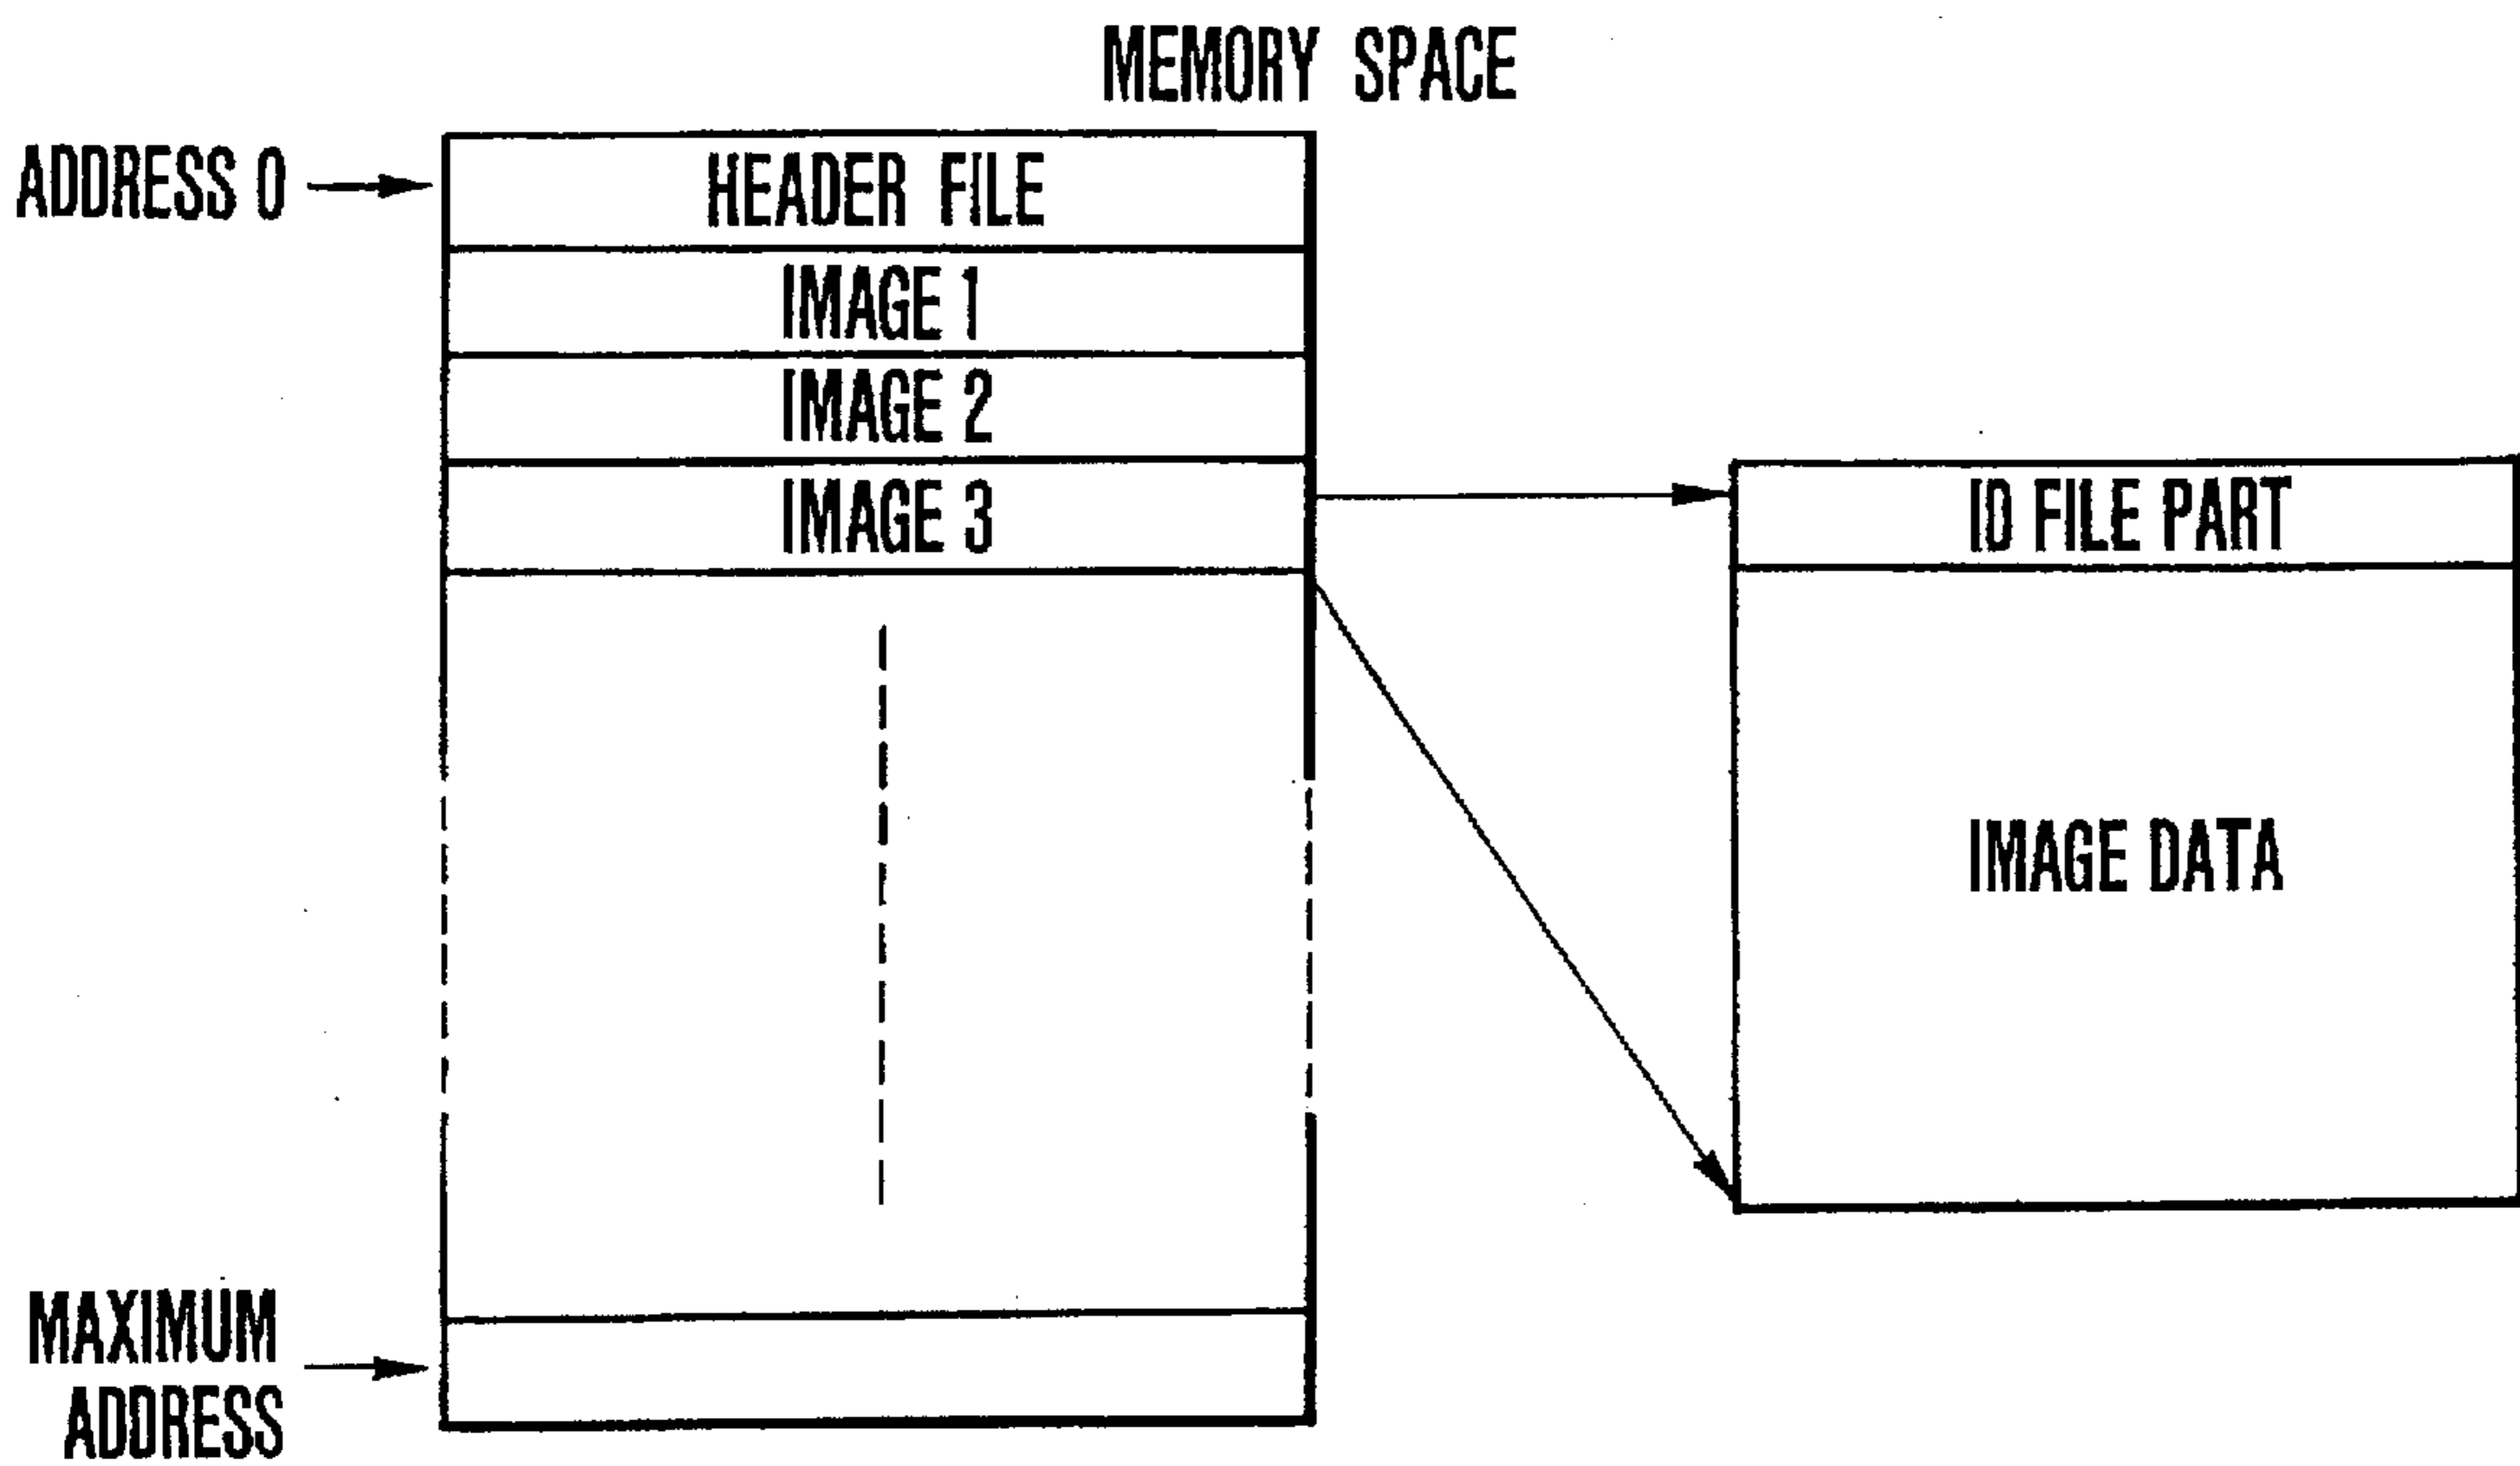 MEMORY SPACE
ADDRESS 0
HEADER FILE
IMAGE 1
IMAGE 2
IMAGE 3
ID FILE PART
IMAGE DATA
MAXIMUM
ADDRESS